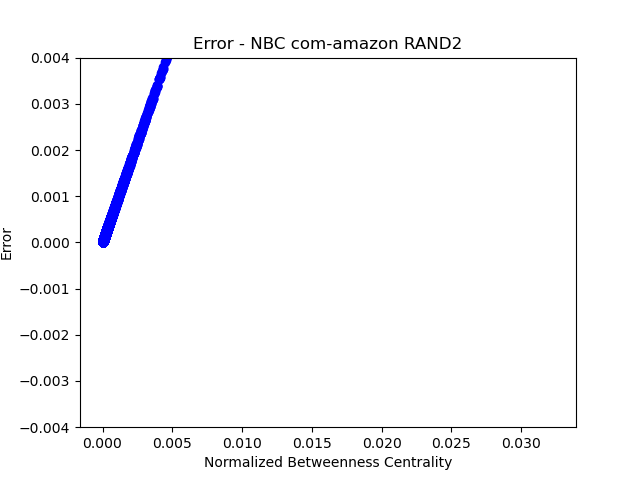 Error - NBC com-amazon RAND2
0.004
0.003
0.002
0.001
0.000
−0.001
−0.002
−0.003
−0.004
Error
0.000 0.005 0.010 0.015 0.020 0.025 0.030
Normalized Betweenness Centrality